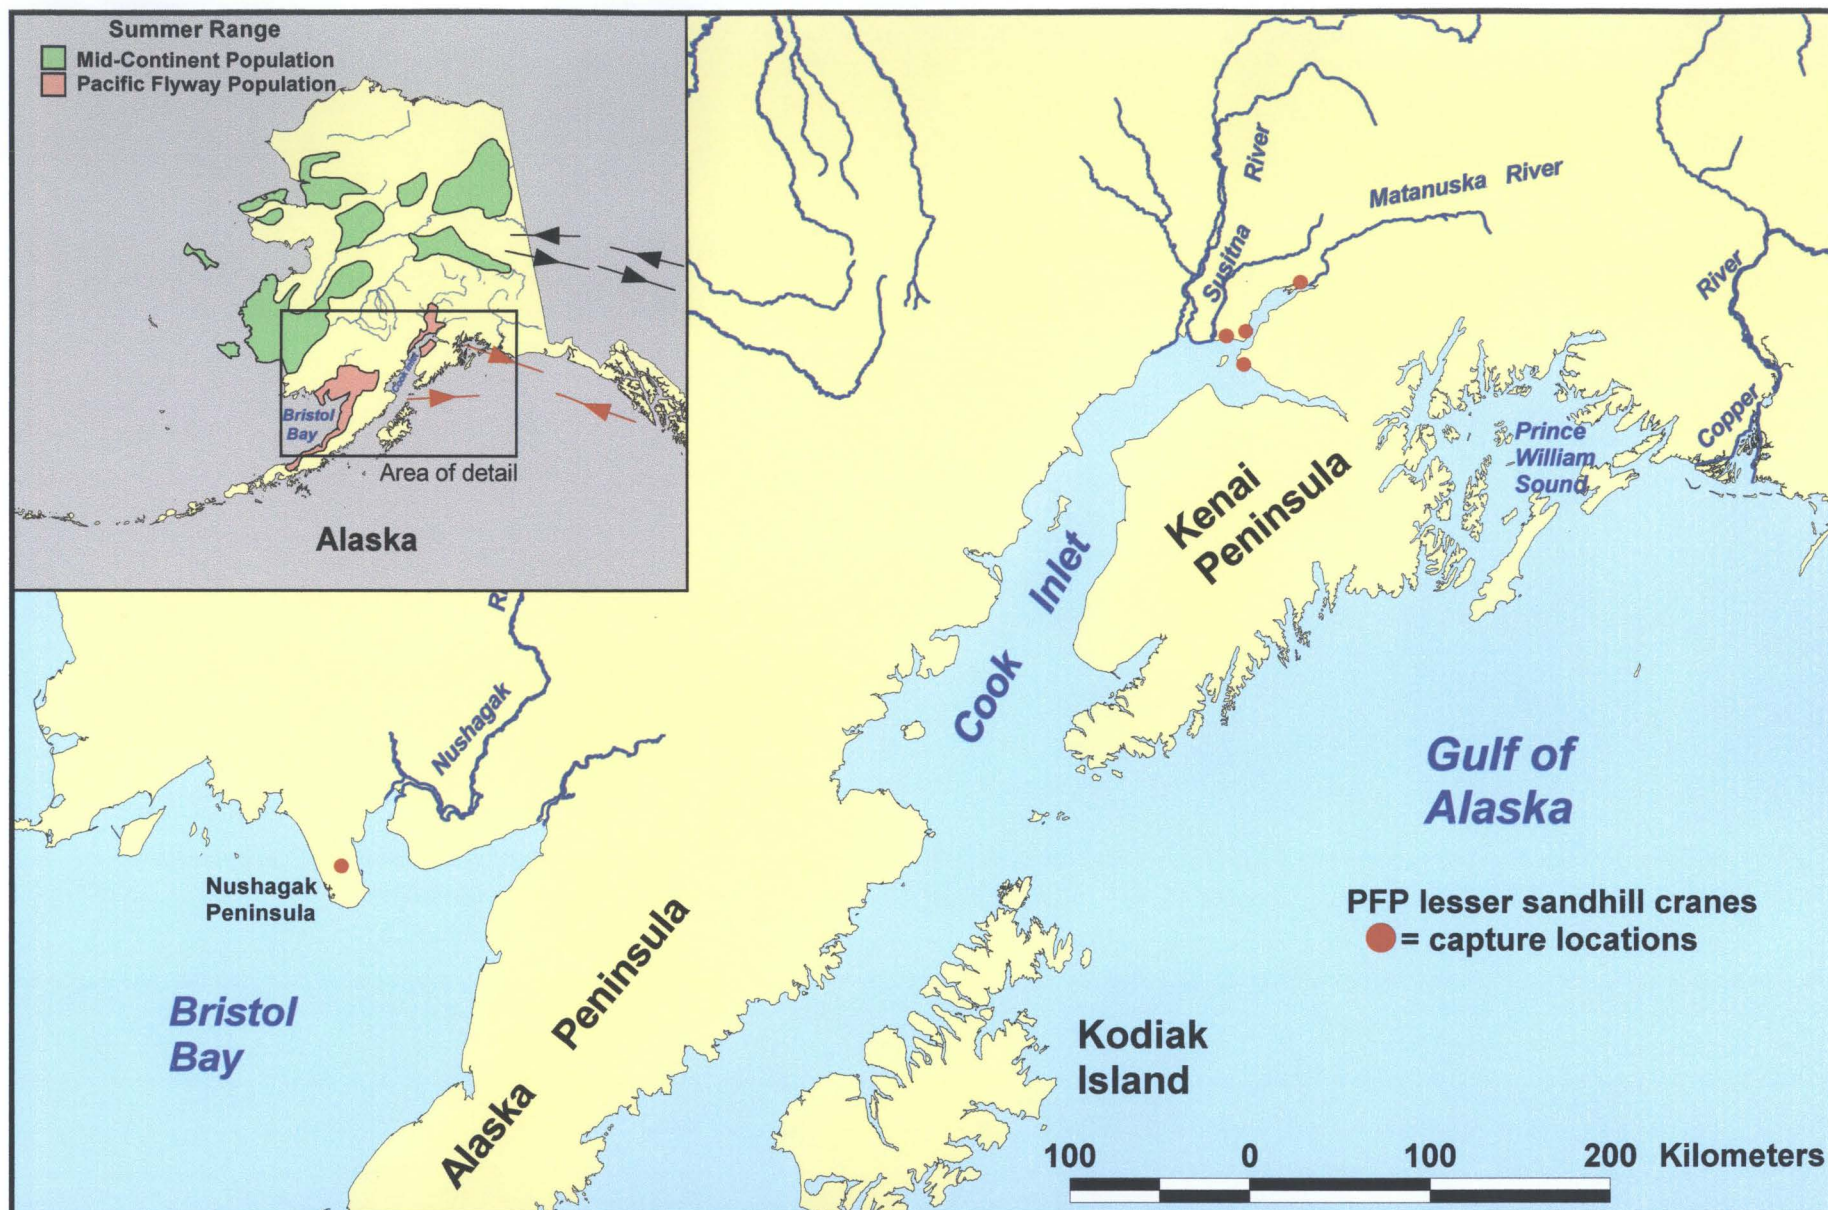 Summer Range
Mid-Continent Population
Pacific Flyway Population
Bristol
Bay
Cook Inlet
Area of detail
Alaska
River
Susitna
Matanuska River
River
Copper
Prince
William
Sound
Kenai
Peninsula
Cook Inlet
Nushagak
Nushagak
Peninsula
Gulf of
Alaska
PFP lesser sandhill cranes
= capture locations
Bristol
Bay
Alaska Peninsula
Kodiak
Island
100 0 100 200 Kilometers